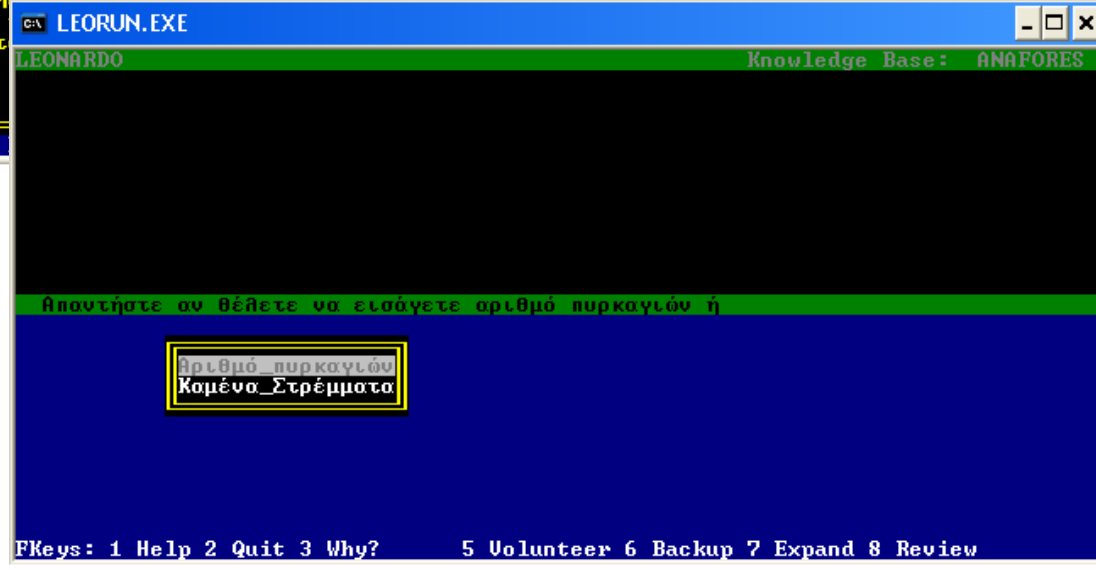 LEORUN.EXE
LEONARDO Knowledge Base: ANAFORES
Απαντήστε αν θέλετε να εισάγετε αριθμό πυρκαγιών ή
Αριθμό_πυρκαγιών
Καμένα_Στρέμματα
FKeys: 1 Help 2 Quit 3 Why? 5 Volunteer 6 Backup 7 Expand 8 Review